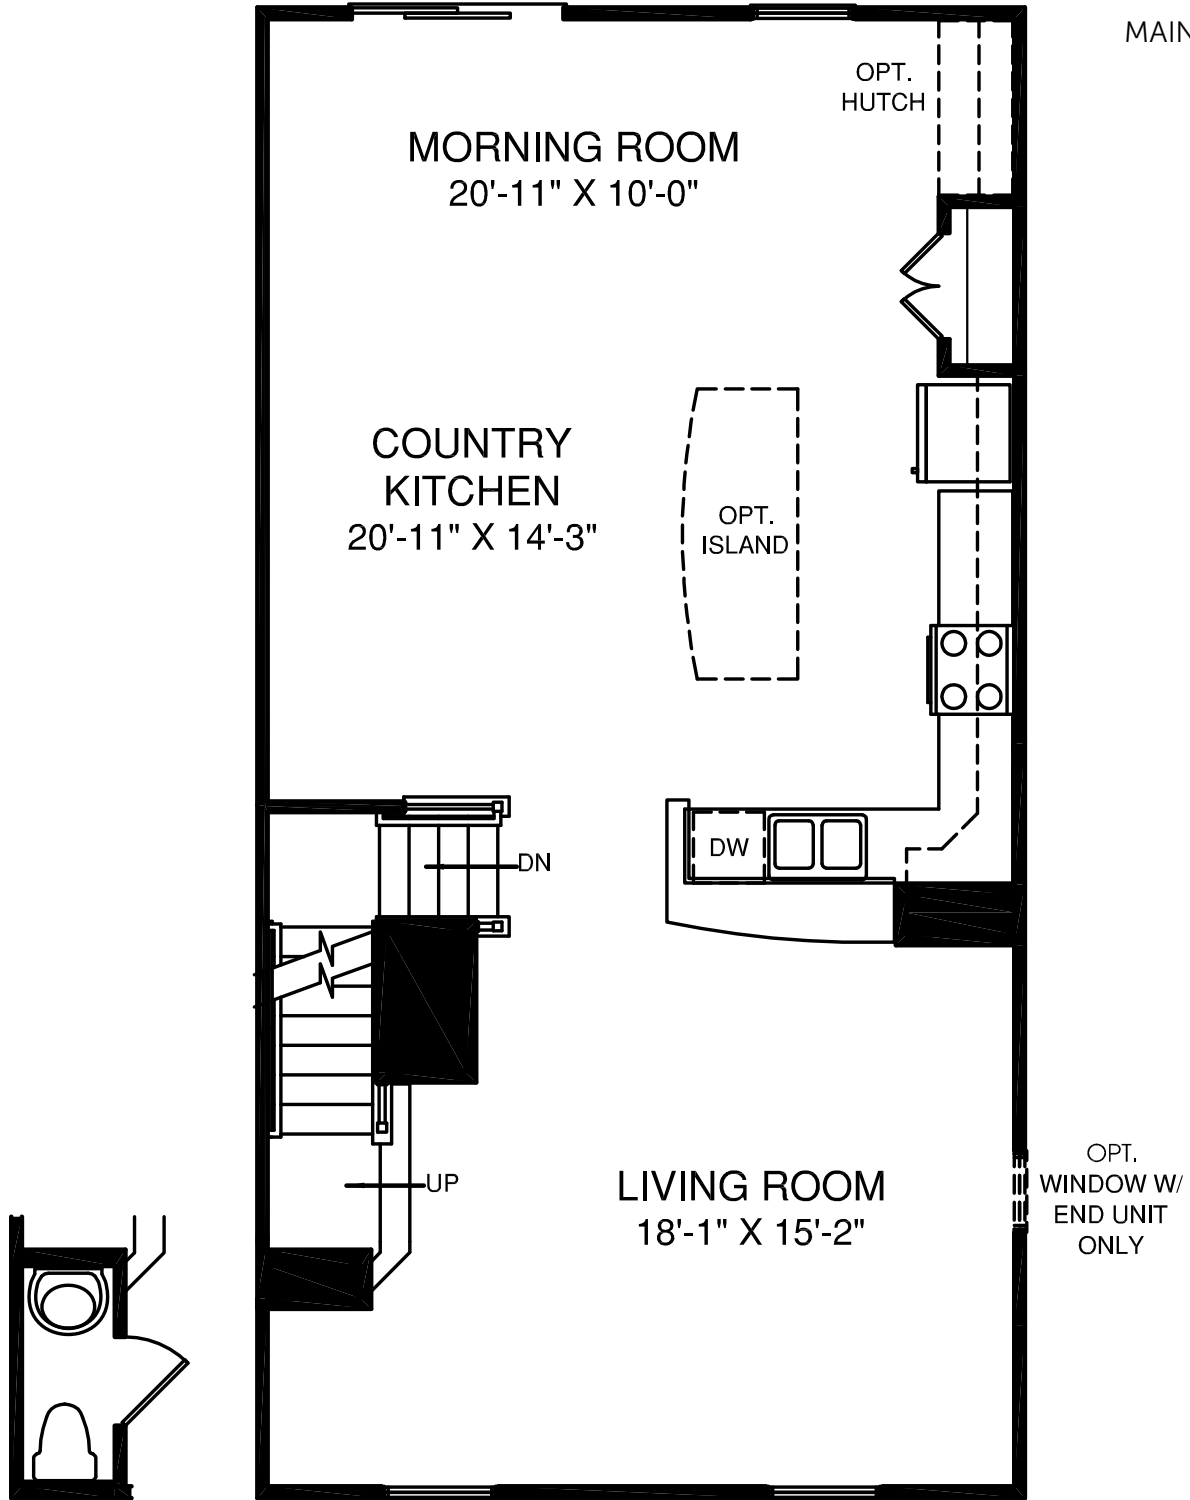 MAIN
OPT.
HUTCH
MORNING ROOM
20'-11" X 10'-0"
COUNTRY
KITCHEN
20'-11" X 14'-3"
OPT.
ISLAND
DW
DN
UP
LIVING ROOM
18'-1" X 15'-2"
OPT.
WINDOW W/
END UNIT
ONLY